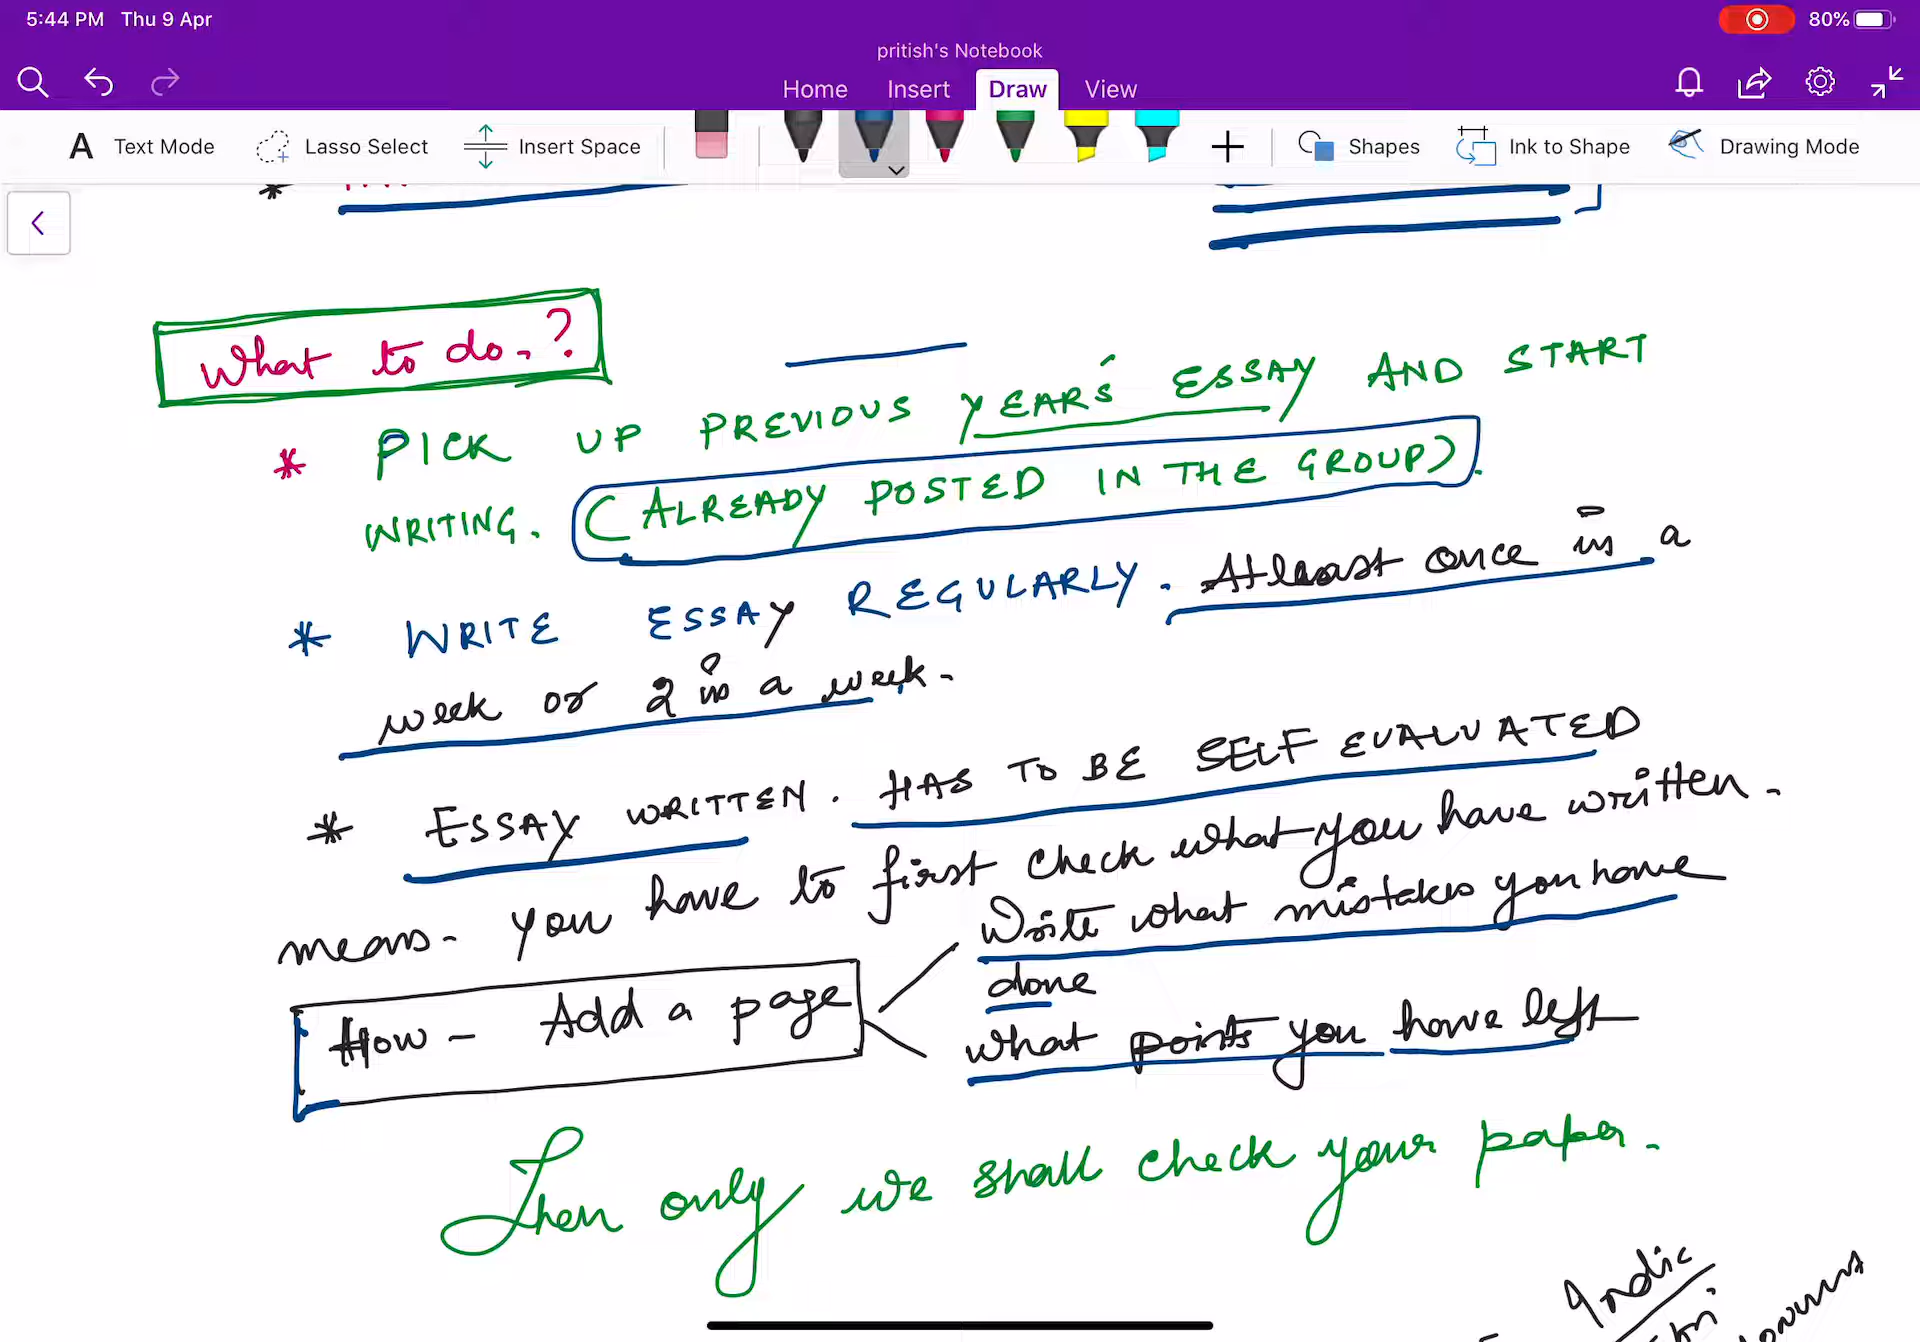 5:44 PM Thu 9 Apr
80%
pritish's Notebook
Home Insert Draw View
A Text Mode Lasso Select Insert Space Shapes Ink to Shape Drawing Mode
What to do.?
* PICK UP PREVIOUS YEAR'S ESSAY AND START
WRITING. (ALREADY POSTED IN THE GROUP).
* WRITE ESSAY REGULARLY. Atleast once in a
week or 2 in a week.
* ESSAY WRITTEN. HAS TO BE SELF EVALUATED
means - you have to first check what you have written.
How - Add a page
Write what mistakes you have
done
what points you have left
Then only we shall check your paper.
Indic